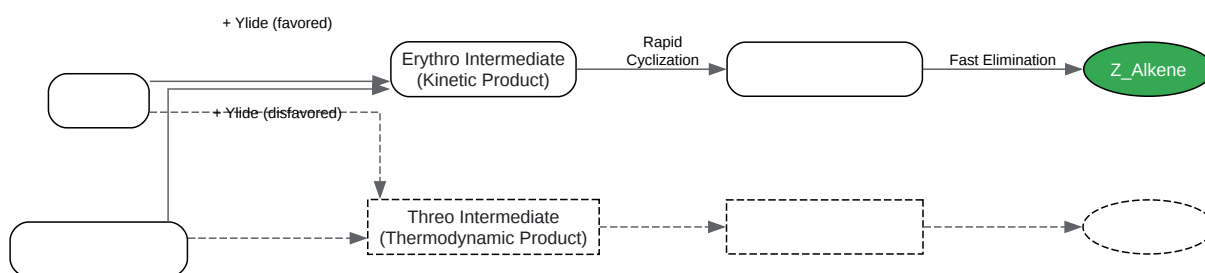 + Ylide (favored)
Erythro Intermediate
(Kinetic Product)
Rapid
Cyclization
Fast Elimination
Z_Alkene
+ Ylide (disfavored)
Threo Intermediate
(Thermodynamic Product)